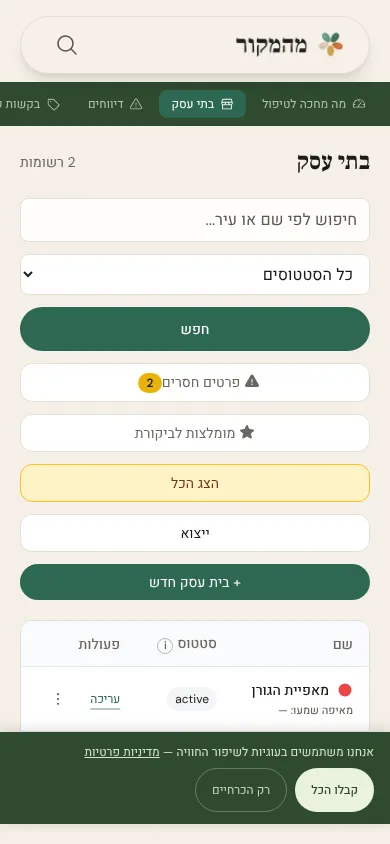 מהמקור
מה מחכה לטיפול
בתי עסק
דיווחים
בקשות
בתי עסק
2 רשומות
חיפוש לפי שם או עיר...
כל הסטטוסים
חפש
פרטים חסרים 2
מומלצות לביקורת
הצג הכל
ייצוא
+ בית עסק חדש
שם סטטוס i פעולות
מאפיית הגורן active עריכה
מאיפה שמעו: —
אנחנו משתמשים בעוגיות לשיפור החוויה — מדיניות פרטיות
קבלו הכל
רק הכרחיים